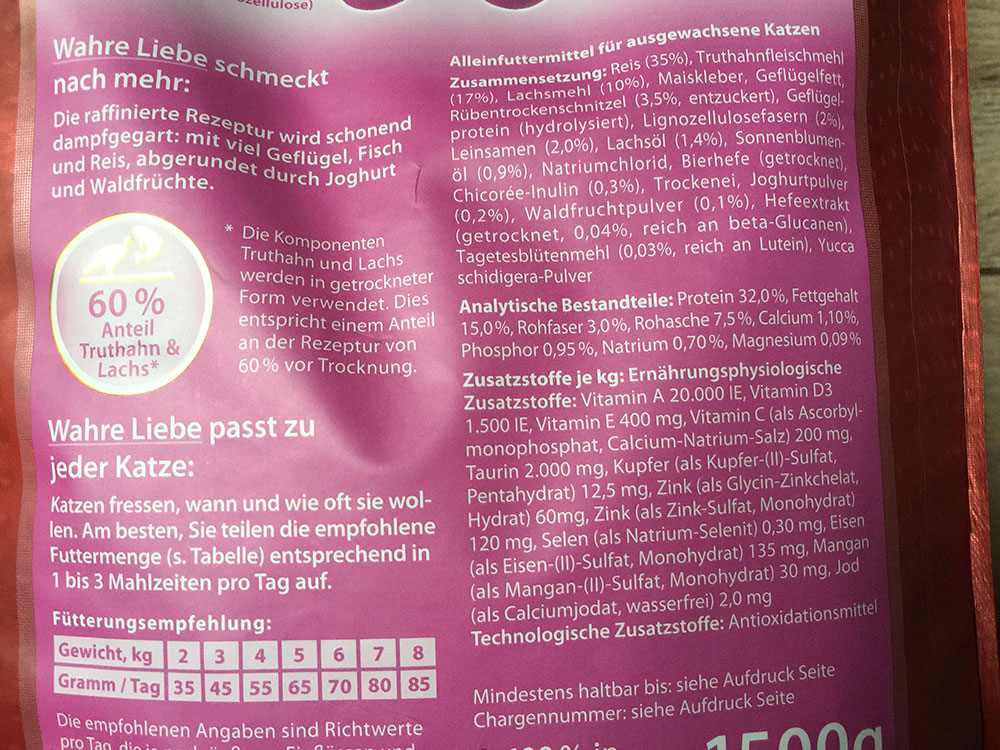 zellulose)
Wahre Liebe schmeckt
nach mehr:
Die raffinierte Rezeptur wird schonend
dampfgegart: mit viel Geflügel, Fisch
und Reis, abgerundet durch Joghurt
und Waldfrüchte.
60 %
Anteil
Truthahn &
Lachs*
* Die Komponenten
Truthahn und Lachs
werden in getrockneter
Form verwendet. Dies
entspricht einem Anteil
an der Rezeptur von
60 % vor Trocknung.
Wahre Liebe passt zu
jeder Katze:
Katzen fressen, wann und wie oft sie wol-
len. Am besten, Sie teilen die empfohlene
Futtermenge (s. Tabelle) entsprechend in
1 bis 3 Mahlzeiten pro Tag auf.
Fütterungsempfehlung:
Gewicht, kg 2 3 4 5 6 7 8
Gramm / Tag 35 45 55 65 70 80 85
Die empfohlenen Angaben sind Richtwerte
pro Tag, die
Alleinfuttermittel für ausgewachsene Katzen
Zusammensetzung: Reis (35%), Truthahnfleischmehl
(17%), Lachsmehl (10%), Maiskleber, Geflügelfett,
Rübentrockenschnitzel (3,5%, entzuckert), Geflügel-
protein (hydrolysiert), Lignozellulosefasern (2%),
Leinsamen (2,0%), Lachsöl (1,4%), Sonnenblumen-
öl (0,9%), Natriumchlorid, Bierhefe (getrocknet),
Chicorée-Inulin (0,3%), Trockenei, Joghurtpulver
(0,2%), Waldfruchtpulver (0,1%), Hefeextrakt
(getrocknet, 0,04%, reich an beta-Glucanen),
Tagetesblütenmehl (0,03%, reich an Lutein), Yucca
schidigera-Pulver
Analytische Bestandteile: Protein 32,0%, Fettgehalt
15,0%, Rohfaser 3,0%, Rohasche 7,5%, Calcium 1,10%,
Phosphor 0,95%, Natrium 0,70%, Magnesium 0,09%
Zusatzstoffe je kg: Ernährungsphysiologische
Zusatzstoffe: Vitamin A 20.000 IE, Vitamin D3
1.500 IE, Vitamin E 400 mg, Vitamin C (als Ascorbyl-
monophosphat, Calcium-Natrium-Salz) 200 mg,
Taurin 2.000 mg, Kupfer (als Kupfer-(II)-Sulfat,
Pentahydrat) 12,5 mg, Zink (als Glycin-Zinkchelat,
Hydrat) 60mg, Zink (als Zink-Sulfat, Monohydrat)
120 mg, Selen (als Natrium-Selenit) 0,30 mg, Eisen
(als Eisen-(II)-Sulfat, Monohydrat) 135 mg, Mangan
(als Mangan-(II)-Sulfat, Monohydrat) 30 mg, Jod
(als Calciumjodat, wasserfrei) 2,0 mg
Technologische Zusatzstoffe: Antioxidationsmittel
Mindestens haltbar bis: siehe Aufdruck Seite
Chargennummer: siehe Aufdruck Seite
100 % in
1500g